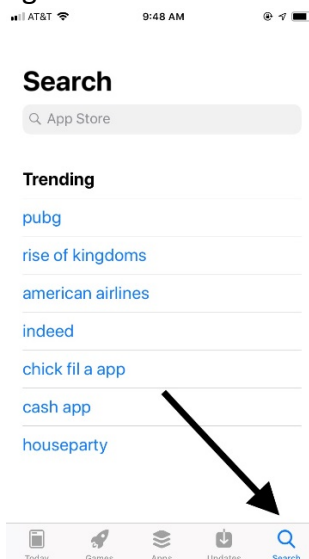 AT&T 9:48 AM
Search
App Store
Trending
pubg
rise of kingdoms
american airlines
indeed
chick fil a app
cash app
houseparty
Today Games Apps Updates Search